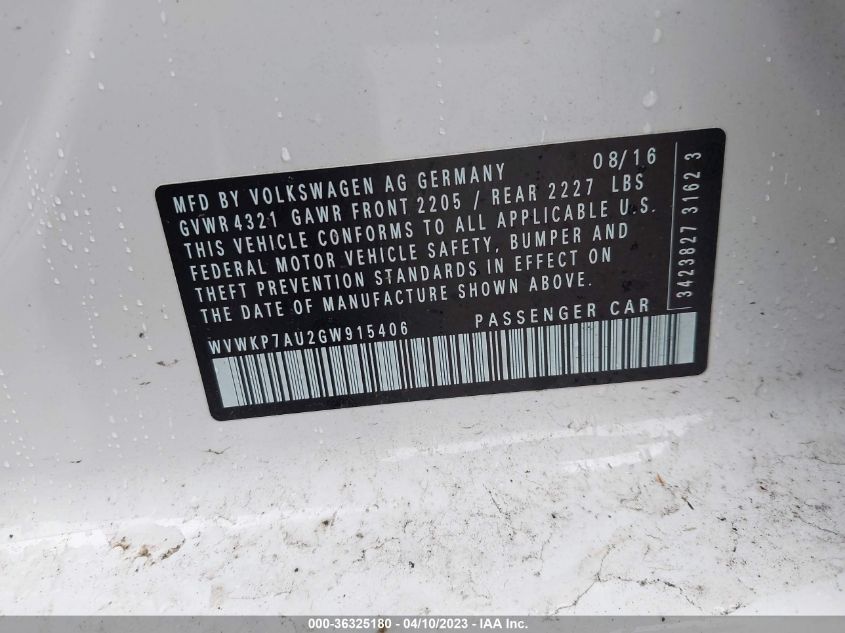 MFD BY VOLKSWAGEN AG GERMANY 08/16
GVWR 4321 GAWR FRONT 2205 / REAR 2227 LBS
THIS VEHICLE CONFORMS TO ALL APPLICABLE U.S.
FEDERAL MOTOR VEHICLE SAFETY, BUMPER AND
THEFT PREVENTION STANDARDS IN EFFECT ON
THE DATE OF MANUFACTURE SHOWN ABOVE.
WVWKP7AU2GW915406 PASSENGER CAR
3423827 3162 3
000-36325180 - 04/10/2023 - IAA Inc.